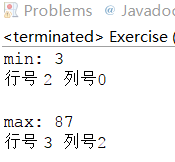 Problems @ Javadoc
<terminated> Exercise (
min: 3
行号 2 列号0
max: 87
行号 3 列号2